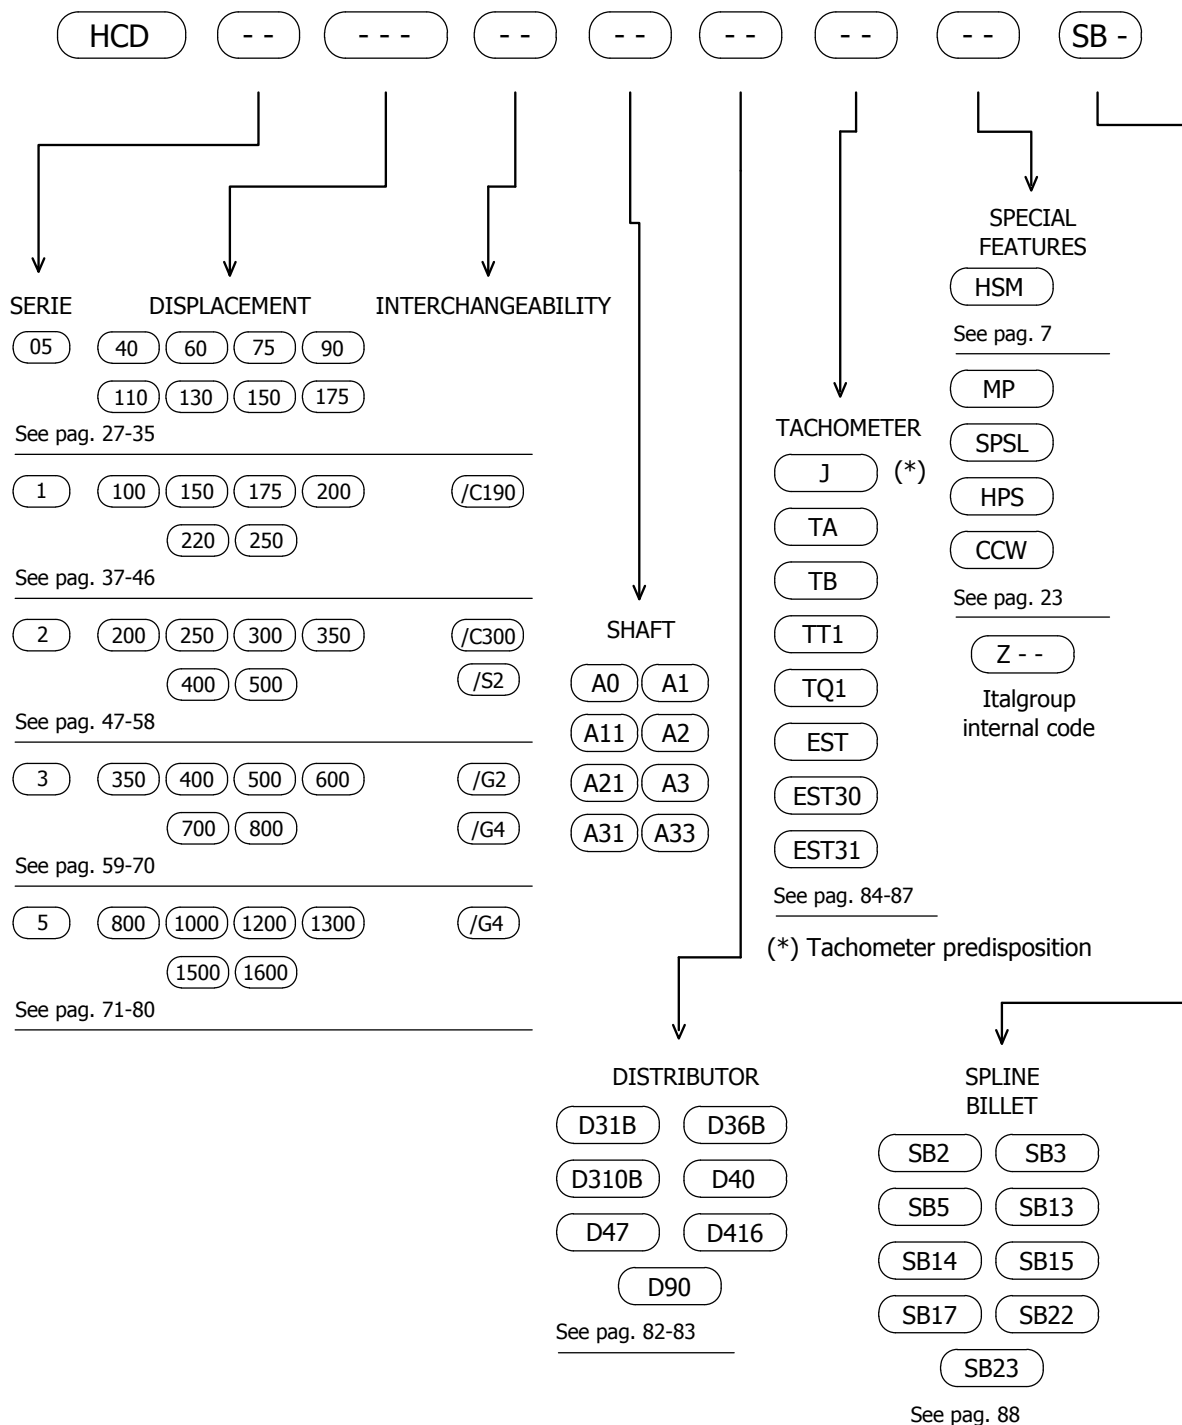 HCD -- --- -- -- -- -- -- SB -
SERIE DISPLACEMENT INTERCHANGEABILITY
05 40 60 75 90
110 130 150 175
See pag. 27-35
1 100 150 175 200 /C190
220 250
See pag. 37-46
2 200 250 300 350 /C300
400 500 /S2
See pag. 47-58
3 350 400 500 600 /G2
700 800 /G4
See pag. 59-70
5 800 1000 1200 1300 /G4
1500 1600
See pag. 71-80
SHAFT
A0 A1
A11 A2
A21 A3
A31 A33
DISTRIBUTOR
D31B D36B
D310B D40
D47 D416
D90
See pag. 82-83
TACHOMETER
J (*)
TA
TB
TT1
TQ1
EST
EST30
EST31
See pag. 84-87
(*) Tachometer predisposition
SPECIAL
FEATURES
HSM
See pag. 7
MP
SPSL
HPS
CCW
See pag. 23
Z - -
Italgroup
internal code
SPLINE
BILLET
SB2 SB3
SB5 SB13
SB14 SB15
SB17 SB22
SB23
See pag. 88